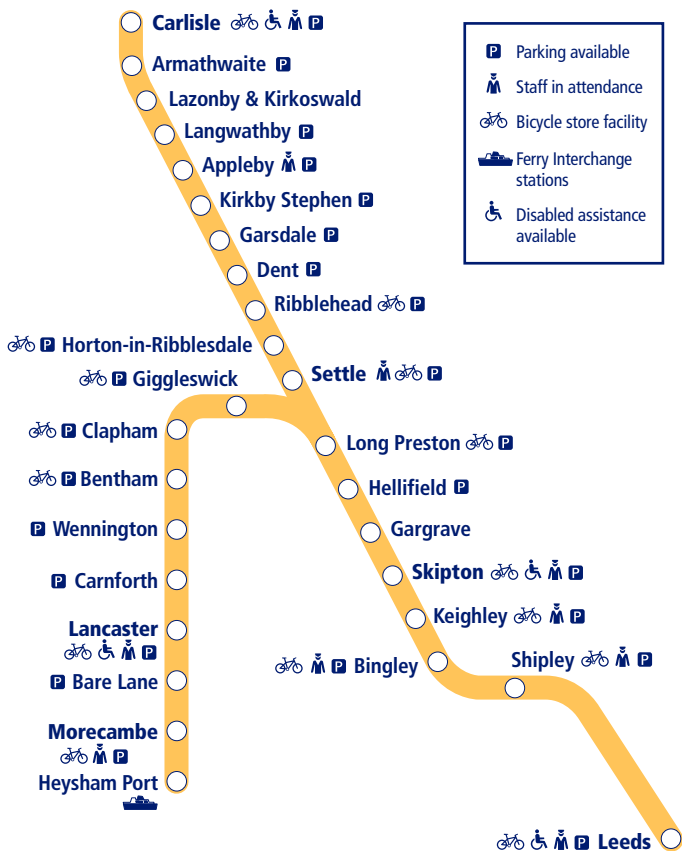 Carlisle
Armathwaite P
Lazonby & Kirkoswald
Langwathby P
Appleby P
Kirkby Stephen P
Garsdale P
Dent P
Ribblehead P
P Horton-in-Ribblesdale
Settle P
P Giggleswick
P Clapham
Long Preston P
P Bentham
Hellifield P
P Wennington
Gargrave
P Carnforth
Skipton P
Lancaster
P
Keighley P
P Bare Lane
P Bingley
Shipley P
Morecambe
P
Heysham Port
P Leeds
P Parking available
Staff in attendance
Bicycle store facility
Ferry Interchange
stations
Disabled assistance
available